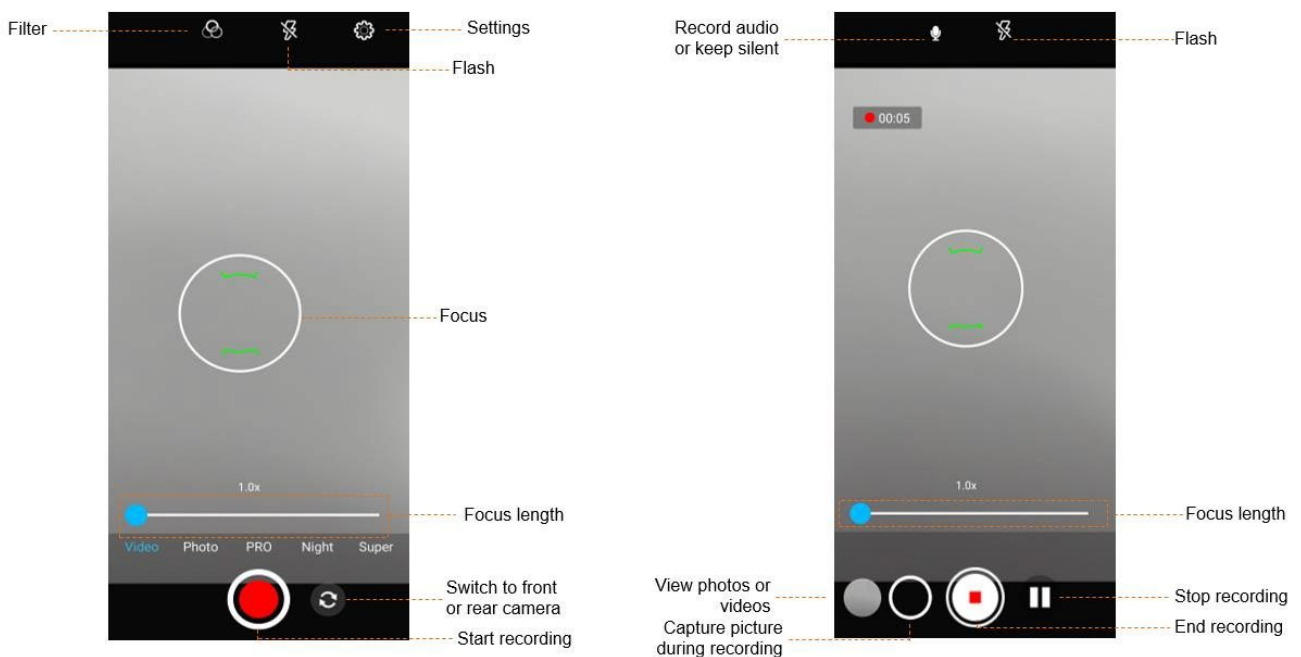 Filter
Settings
Flash
Focus
1.0x
Focus length
Video Photo PRO Night Super
Switch to front
or rear camera
Start recording
Record audio
or keep silent
Flash
00:05
1.0x
Focus length
View photos or
videos
Capture picture
during recording
Stop recording
End recording